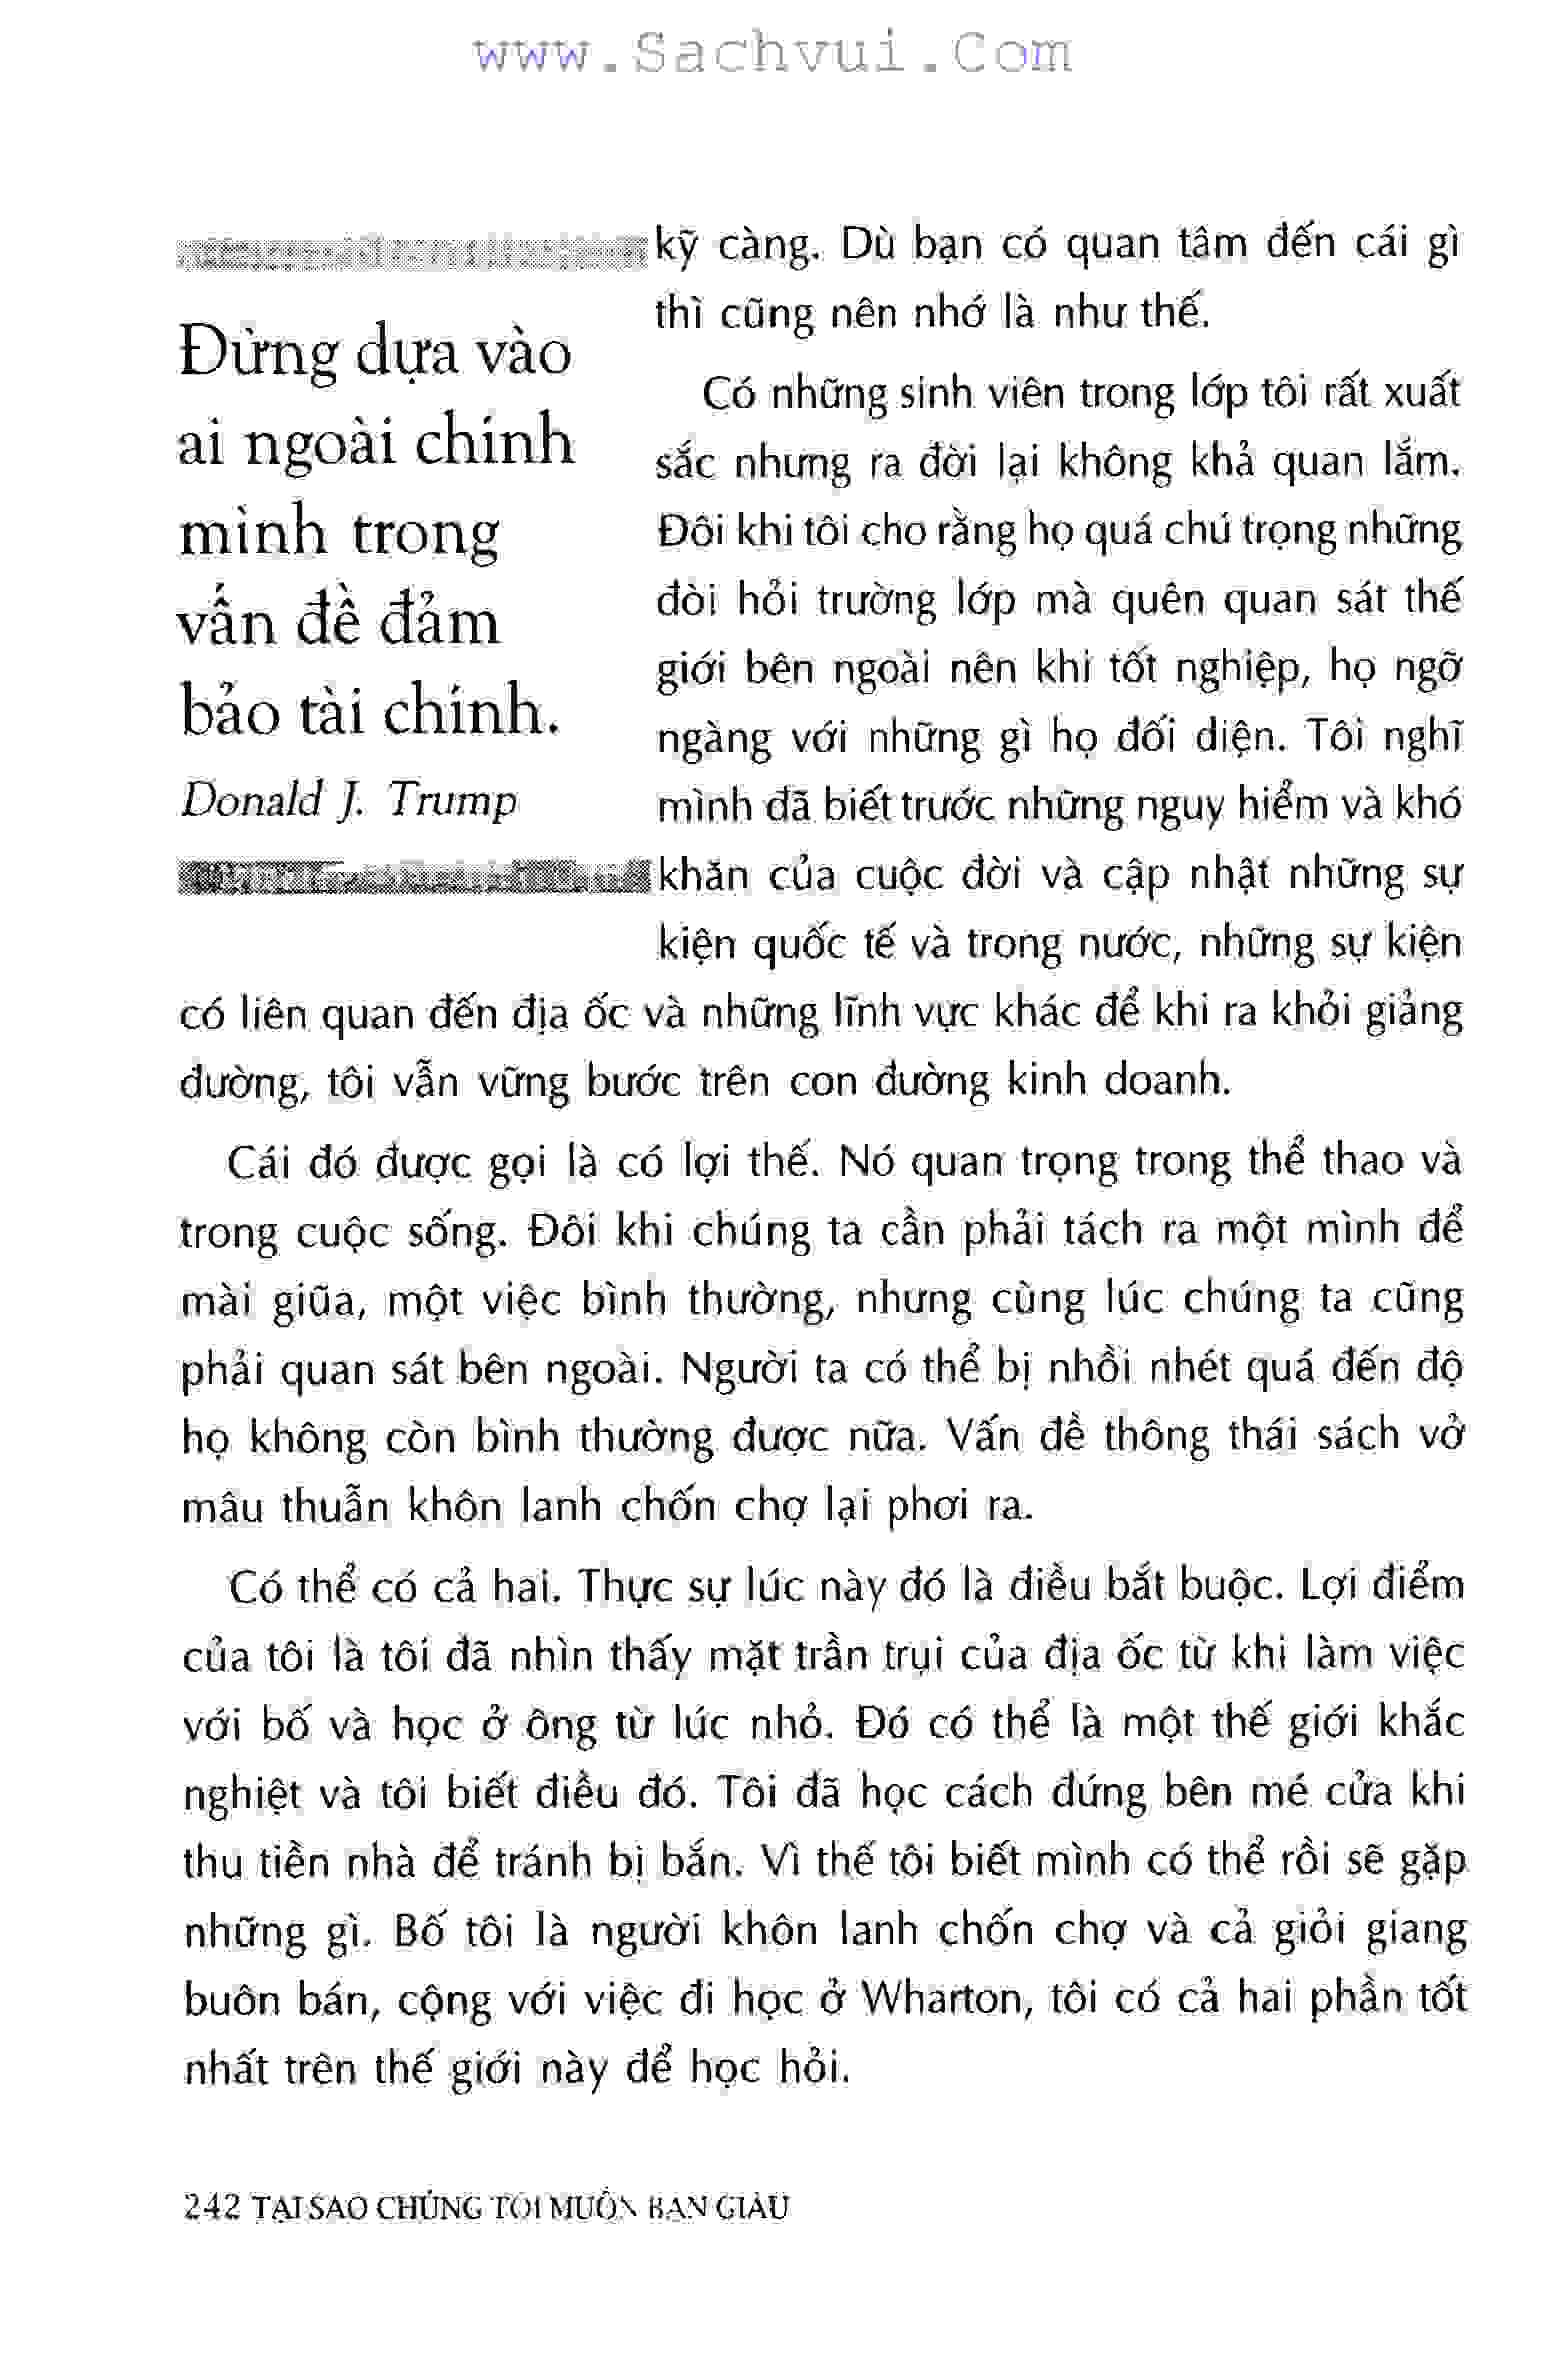 www.Sachvui.Com
Đừng dựa vào
ai ngoài chính
mình trong
vấn đề đảm
bảo tài chính.
Donald J. Trump
kỹ càng. Dù bạn có quan tâm đến cái gì
thì cũng nên nhớ là như thế.
Có những sinh viên trong lớp tôi rất xuất
sắc nhưng ra đời lại không khả quan lắm.
Đôi khi tôi cho rằng họ quá chú trọng những
đòi hỏi trường lớp mà quên quan sát thế
giới bên ngoài nên khi tốt nghiệp, họ ngỡ
ngàng với những gì họ đối diện. Tôi nghĩ
mình đã biết trước những nguy hiểm và khó
khăn của cuộc đời và cập nhật những sự
kiện quốc tế và trong nước, những sự kiện
có liên quan đến địa ốc và những lĩnh vực khác để khi ra khỏi giảng
đường, tôi vẫn vững bước trên con đường kinh doanh.
Cái đó được gọi là có lợi thế. Nó quan trọng trong thể thao và
trong cuộc sống. Đôi khi chúng ta cần phải tách ra một mình để
mài giũa, một việc bình thường, nhưng cùng lúc chúng ta cũng
phải quan sát bên ngoài. Người ta có thể bị nhồi nhét quá đến độ
họ không còn bình thường được nữa. Vấn đề thông thái sách vở
mâu thuẫn khôn lanh chốn chợ lại phơi ra.
Có thể có cả hai. Thực sự lúc này đó là điều bắt buộc. Lợi điểm
của tôi là tôi đã nhìn thấy mặt trần trụi của địa ốc từ khi làm việc
với bố và học ở ông từ lúc nhỏ. Đó có thể là một thế giới khắc
nghiệt và tôi biết điều đó. Tôi đã học cách đứng bên mé cửa khi
thu tiền nhà để tránh bị bắn. Vì thế tôi biết mình có thể rồi sẽ gặp
những gì. Bố tôi là người khôn lanh chốn chợ và cả giỏi giang
buôn bán, cộng với việc đi học ở Wharton, tôi có cả hai phần tốt
nhất trên thế giới này để học hỏi.
242 TẠI SAO CHÚNG TÔI MUỐN BẠN GIÀU